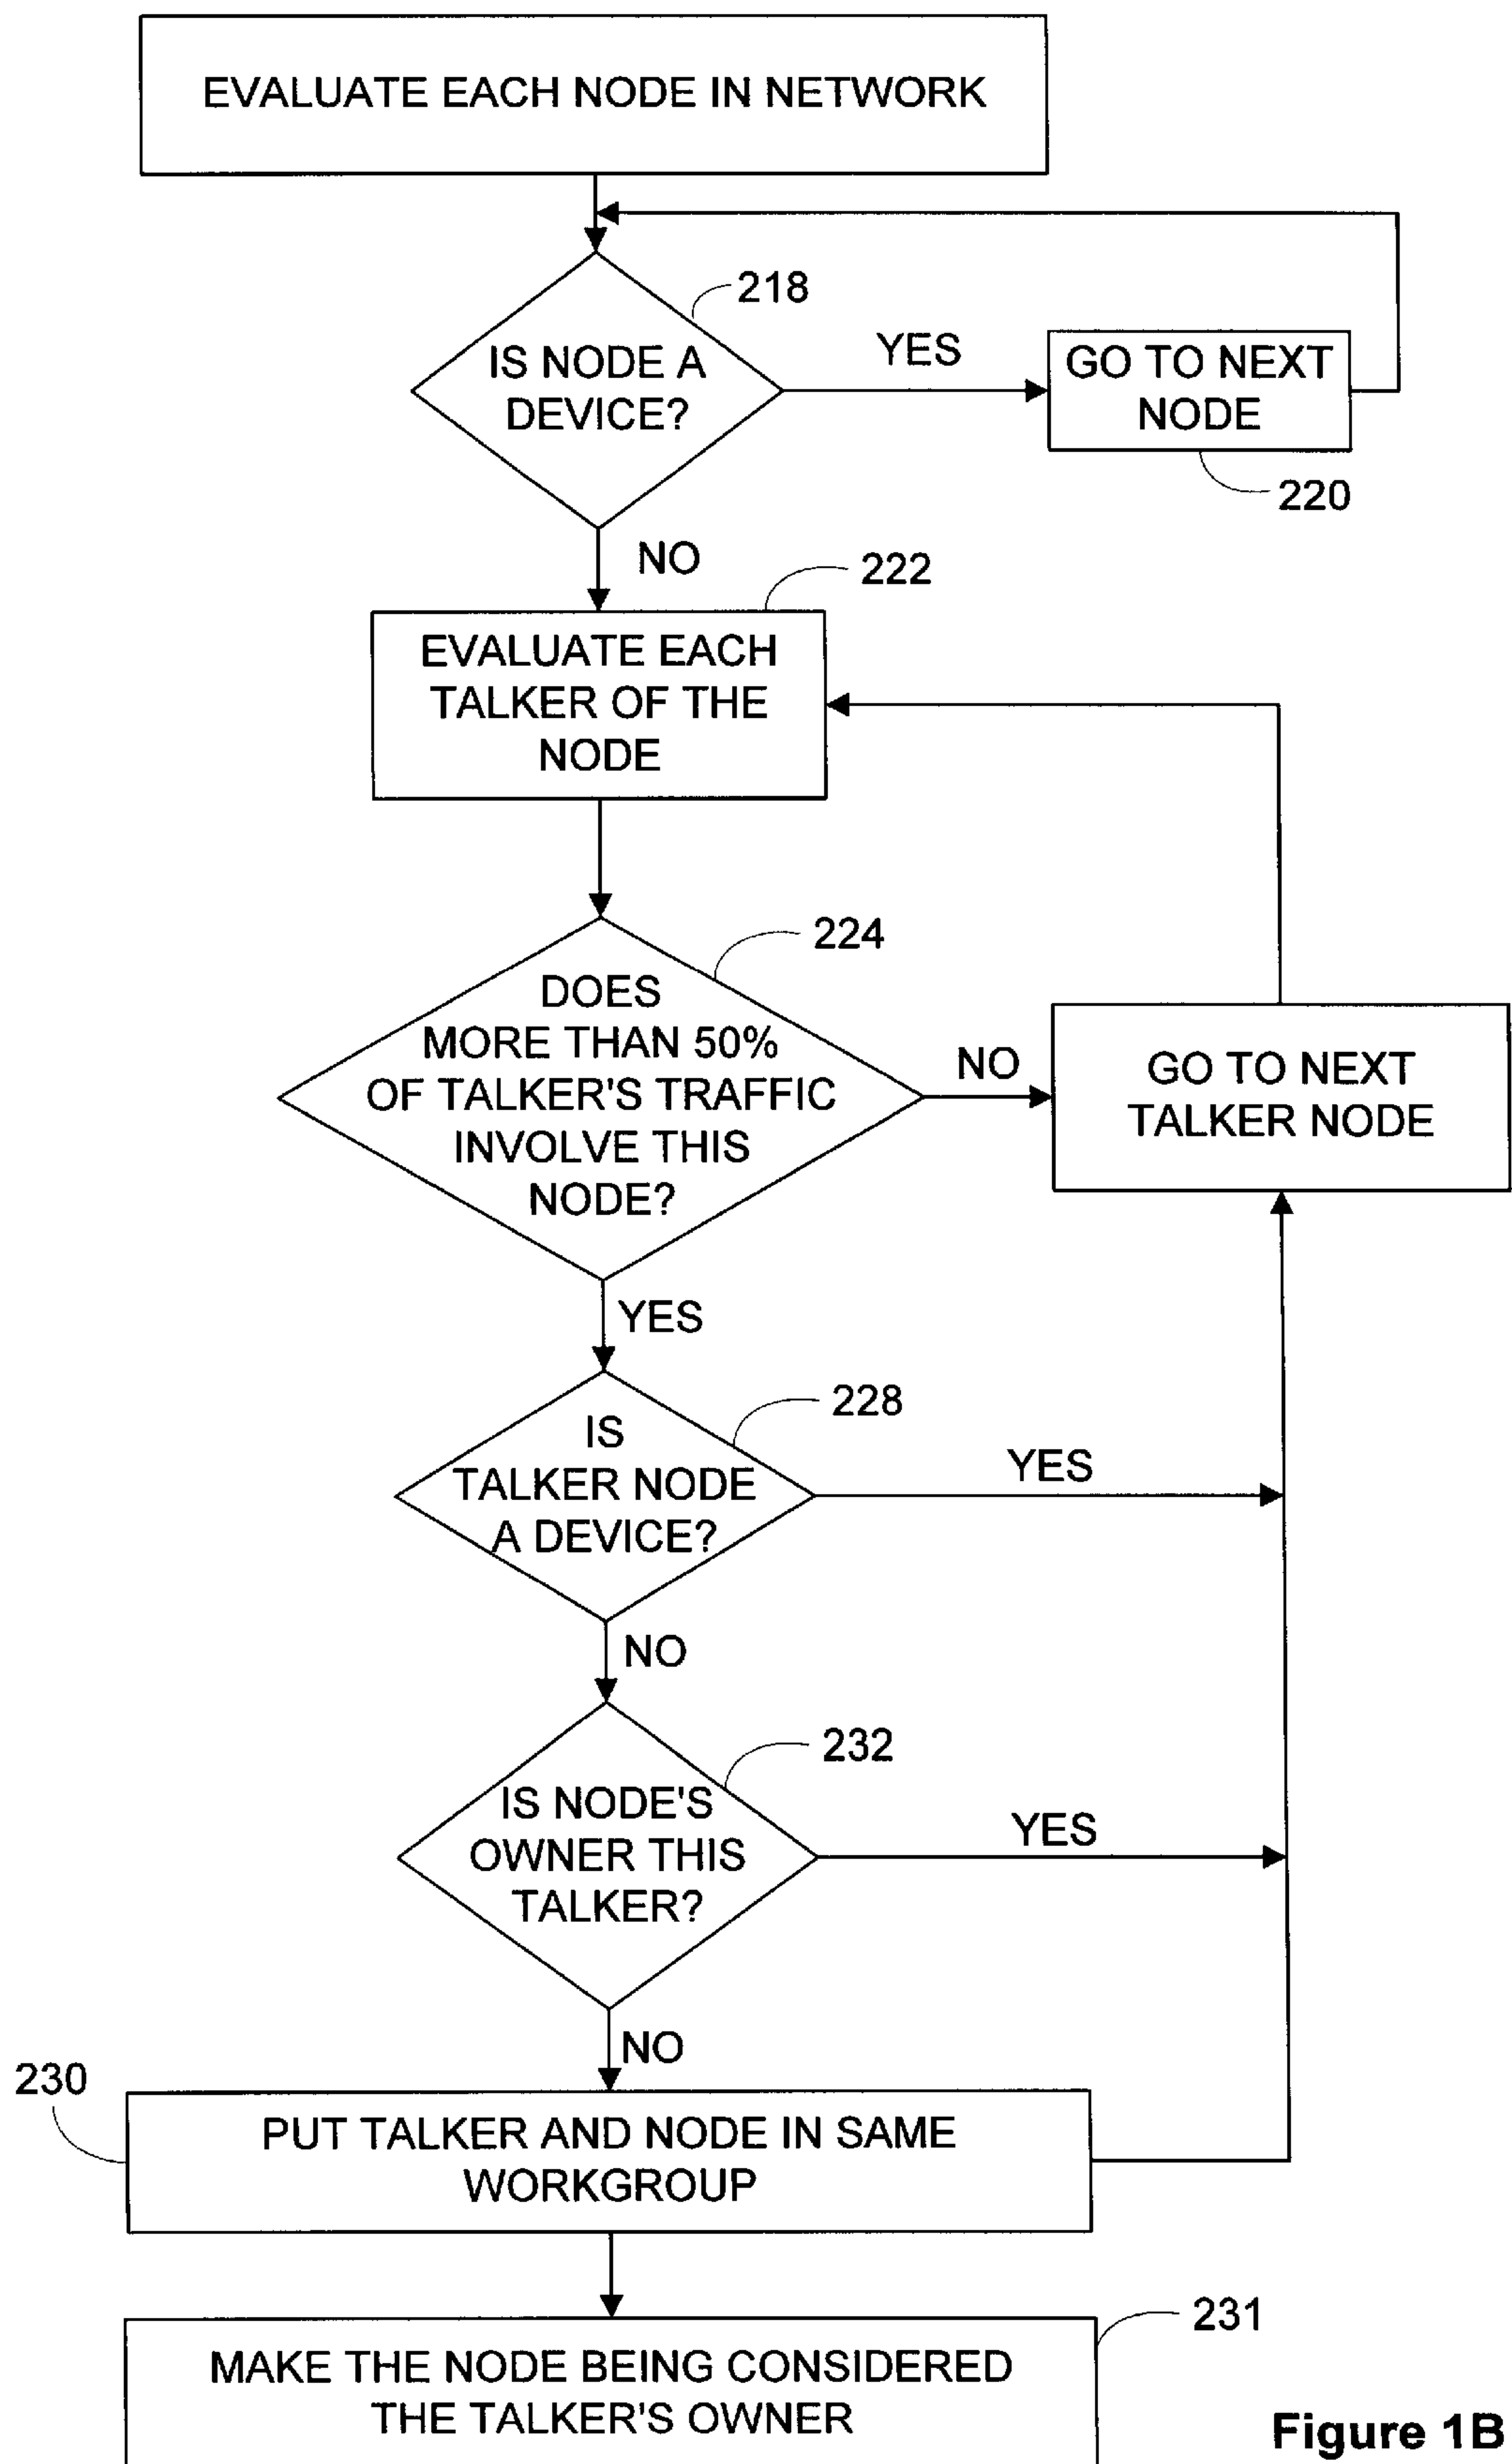 EVALUATE EACH NODE IN NETWORK
218
IS NODE A
DEVICE?
YES
GO TO NEXT
NODE
220
NO
222
EVALUATE EACH
TALKER OF THE
NODE
224
DOES
MORE THAN 50%
OF TALKER'S TRAFFIC
INVOLVE THIS
NODE?
NO
GO TO NEXT
TALKER NODE
YES
228
IS
TALKER NODE
A DEVICE?
YES
NO
232
IS NODE'S
OWNER THIS
TALKER?
YES
NO
230
PUT TALKER AND NODE IN SAME
WORKGROUP
231
MAKE THE NODE BEING CONSIDERED
THE TALKER'S OWNER
Figure 1B